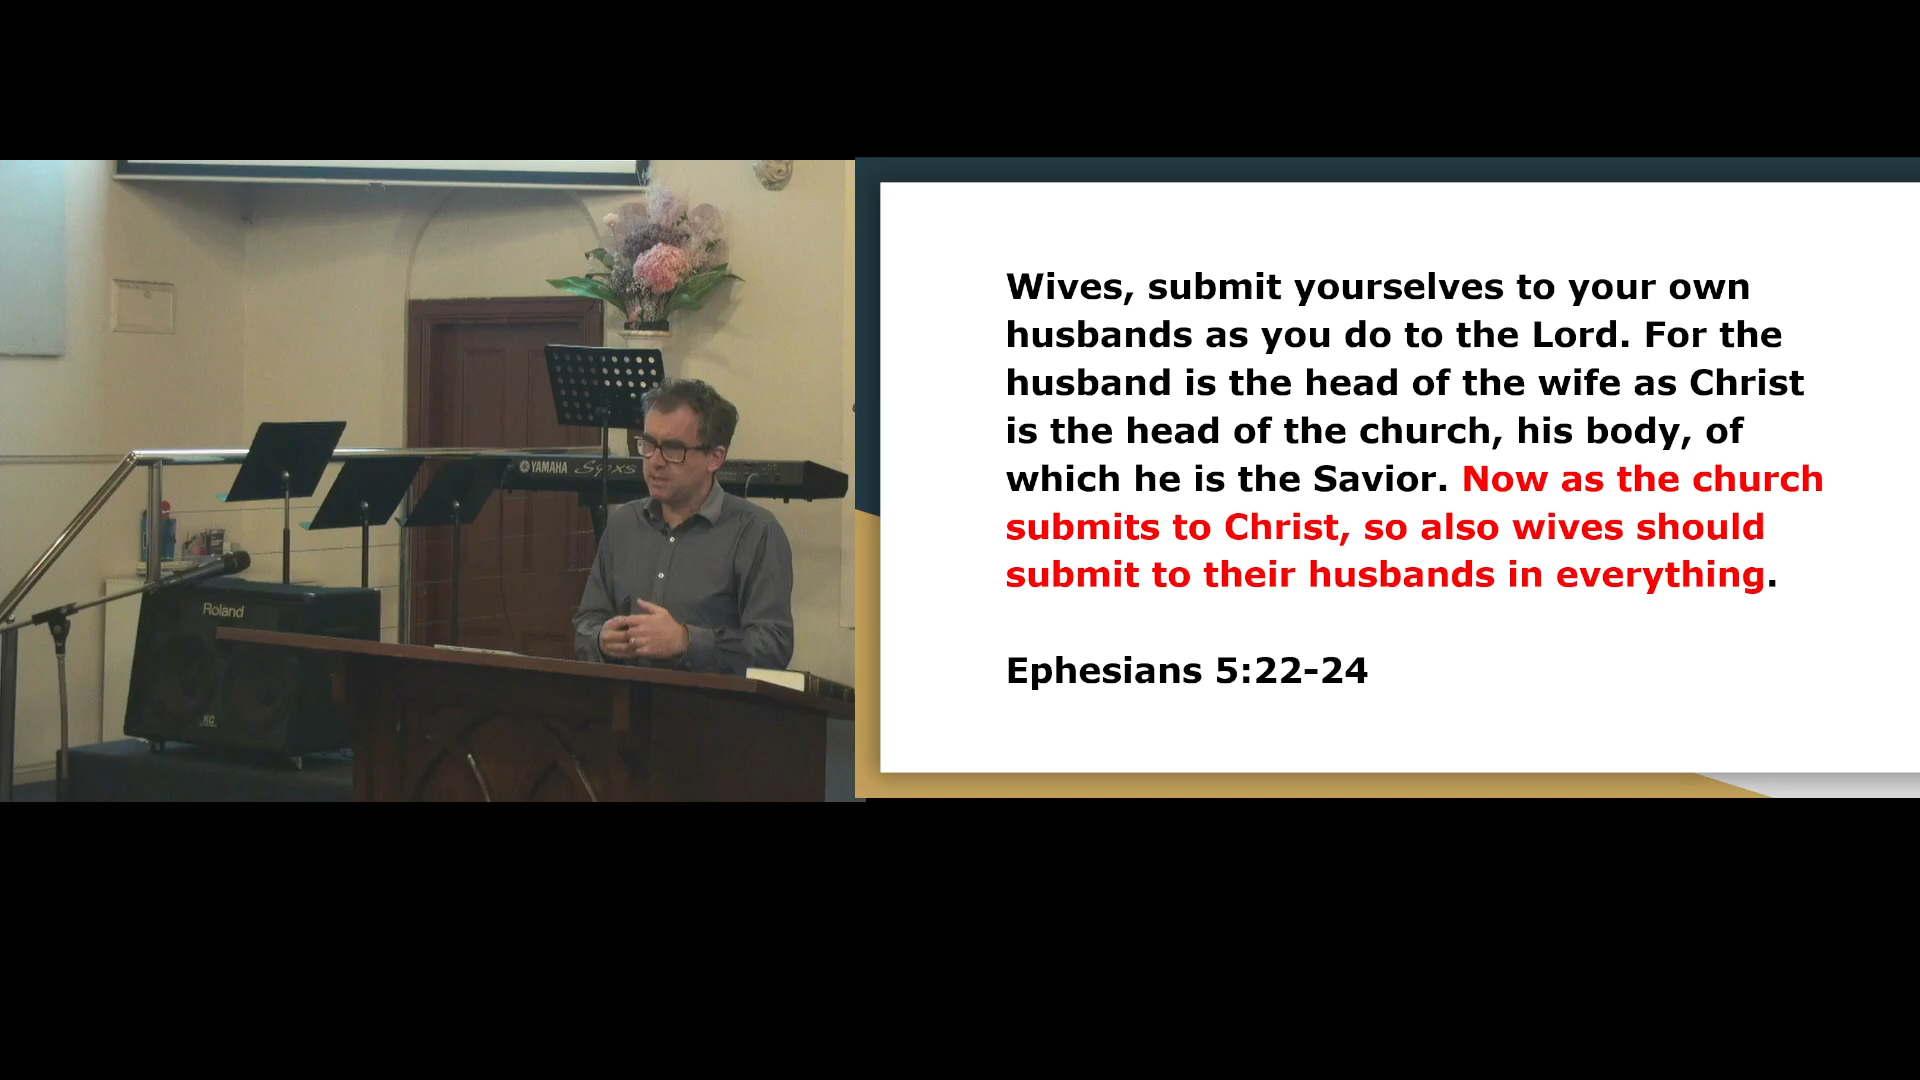 YAMAHA
Roland
KC
Wives, submit yourselves to your own
husbands as you do to the Lord. For the
husband is the head of the wife as Christ
is the head of the church, his body, of
which he is the Savior. Now as the church
submits to Christ, so also wives should
submit to their husbands in everything.
Ephesians 5:22-24